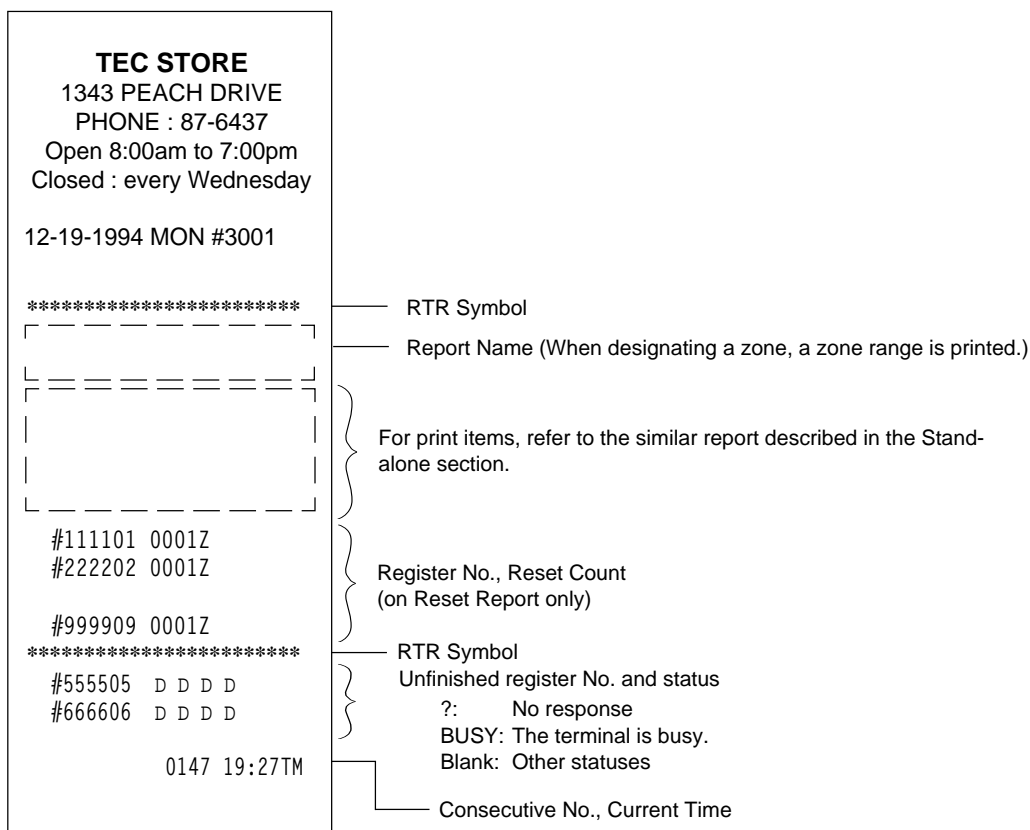 TEC STORE
1343 PEACH DRIVE
PHONE : 87-6437
Open 8:00am to 7:00pm
Closed : every Wednesday
12-19-1994 MON #3001
************************
RTR Symbol
Report Name (When designating a zone, a zone range is printed.)
For print items, refer to the similar report described in the Stand-
alone section.
#111101 0001Z
#222202 0001Z
#999909 0001Z
Register No., Reset Count
(on Reset Report only)
************************
RTR Symbol
#555505 D D D D
#666606 D D D D
Unfinished register No. and status
?: No response
BUSY: The terminal is busy.
Blank: Other statuses
0147 19:27TM
Consecutive No., Current Time